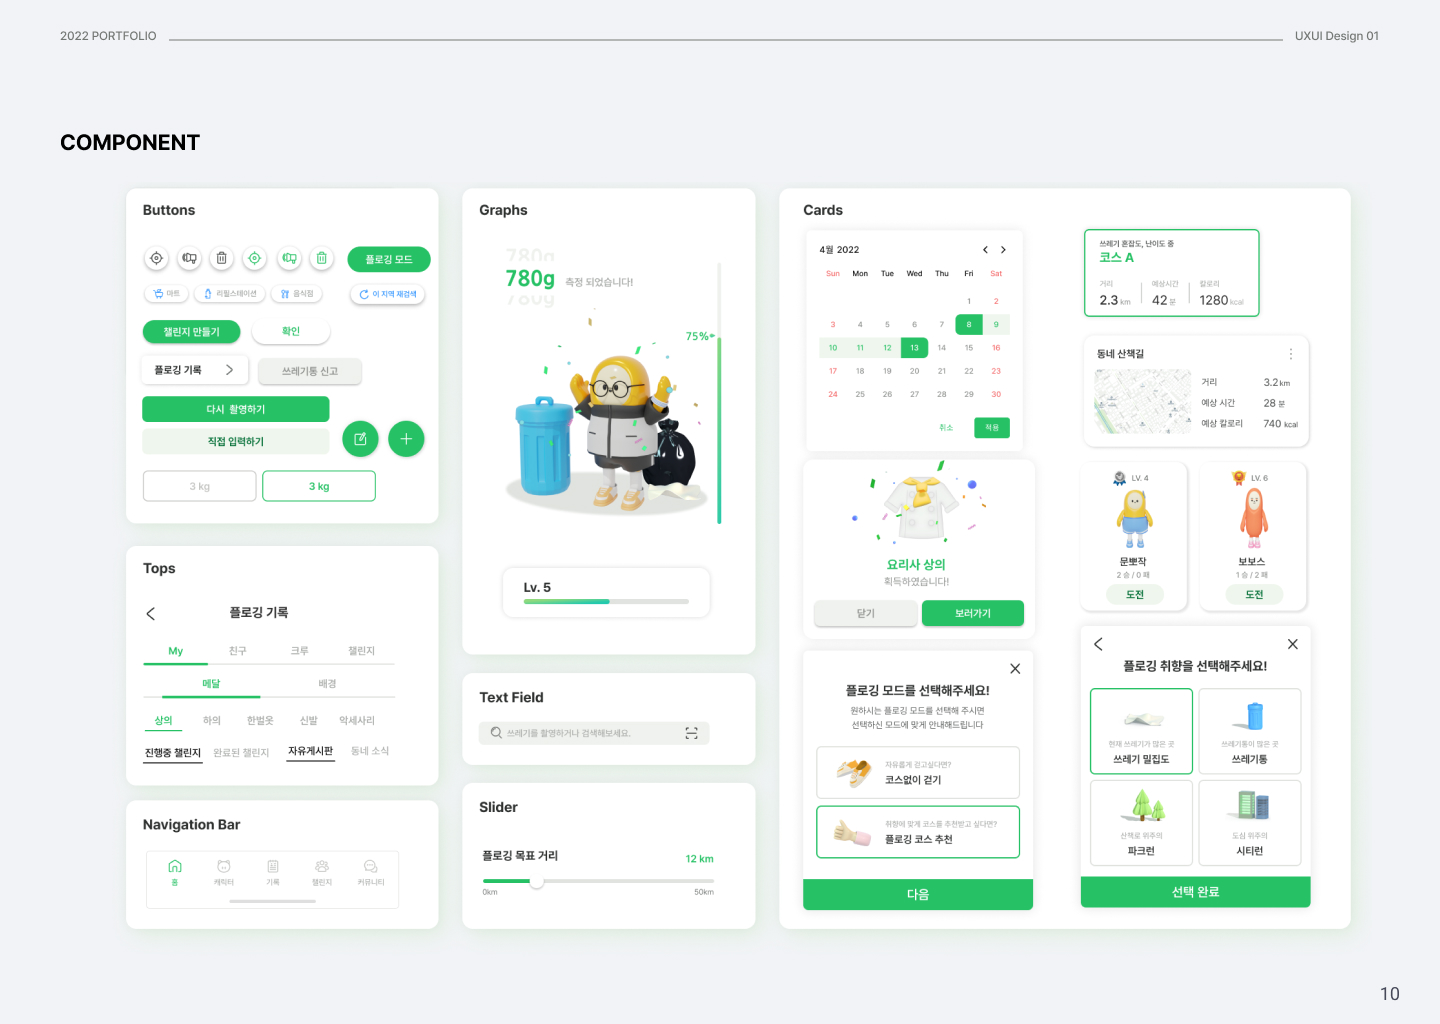 2022 PORTFOLIO
UXUI Design 01
COMPONENT
Buttons
플로깅 모드
마트
리필스테이션
음식점
이 지역 재검색
챌린지 만들기
확인
플로깅 기록
쓰레기통 신고
다시 촬영하기
직접 입력하기
3 kg
3 kg
Tops
플로깅 기록
My 친구 크루 챌린지
메달 배경
상의 하의 한벌옷 신발 악세사리
진행중 챌린지 완료된 챌린지 자유게시판 동네 소식
Navigation Bar
홈 캐릭터 기록 챌린지 커뮤니티
Graphs
780g
780g 측정 되었습니다!
780g
75%
Lv. 5
Text Field
쓰레기를 촬영하거나 검색해보세요.
Slider
플로깅 목표 거리
12 km
0km
50km
Cards
4월 2022
Sun Mon Tue Wed Thu Fri Sat
1 2
3 4 5 6 7 8 9
10 11 12 13 14 15 16
17 18 19 20 21 22 23
24 25 26 27 28 29 30
취소 적용
요리사 상의
획득하였습니다!
닫기 보러가기
플로깅 모드를 선택해주세요!
원하시는 플로깅 모드를 선택해 주시면
선택하신 모드에 맞게 안내해드립니다
자유롭게 걷고싶다면?
코스없이 걷기
취향에 맞게 코스를 추천받고 싶다면?
플로깅 코스 추천
다음
쓰레기 혼잡도, 난이도 중
코스 A
거리 예상시간 칼로리
2.3 km 42 분 1280 kcal
동네 산책길
거리 3.2 km
예상 시간 28 분
예상 칼로리 740 kcal
LV. 4
문뽀작
2 승 / 0 패
도전
LV. 6
보보스
1 승 / 2 패
도전
플로깅 취향을 선택해주세요!
현재 쓰레기가 많은 곳
쓰레기 밀집도
쓰레기통이 많은 곳
쓰레기통
산책로 위주의
파크런
도심 위주의
시티런
선택 완료
10